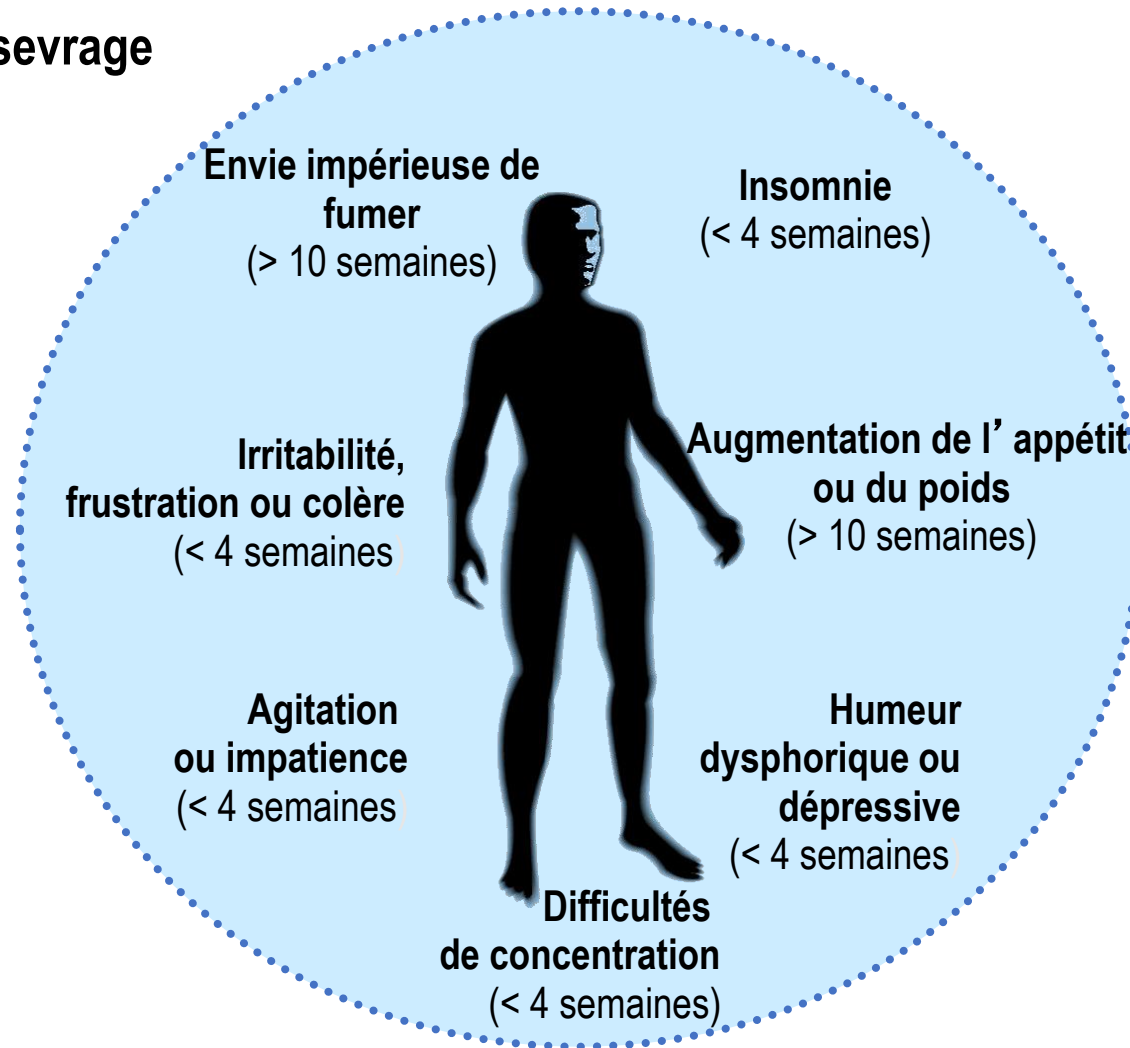 sevrage
Envie impérieuse de
fumer
(> 10 semaines)
Insomnie
(< 4 semaines)
Irritabilité,
frustration ou colère
(< 4 semaines)
Augmentation de l’ appétit
ou du poids
(> 10 semaines)
Agitation
ou impatience
(< 4 semaines)
Humeur
dysphorique ou
dépressive
(< 4 semaines)
Difficultés
de concentration
(< 4 semaines)